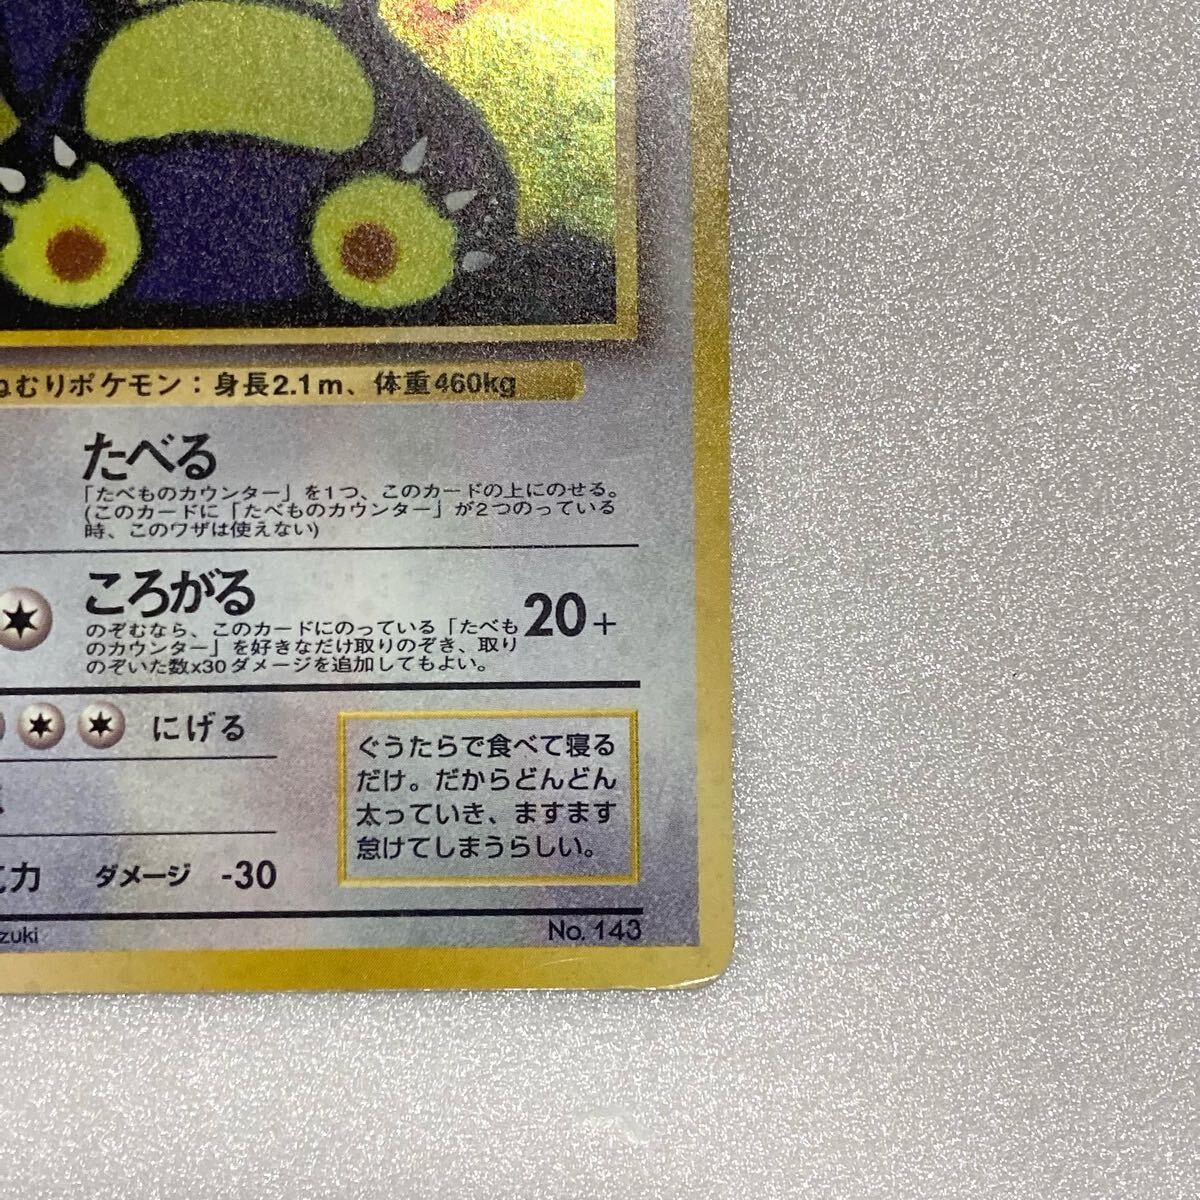 ねむりポケモン：身長2.1m、体重460kg
たべる
「たべものカウンター」を1つ、このカードの上にのせる。
(このカードに「たべものカウンター」が2つのっている
時、このワザは使えない)
ころがる
20+
のぞむなら、このカードにのっている「たべも
のカウンター」を好きなだけ取りのぞき、取り
のぞいた数x30ダメージを追加してもよい。
にげる
ぐうたらで食べて寝る
だけ。だからどんどん
太っていき、ますます
怠けてしまうらしい。
力 ダメージ -30
zuki
No. 143